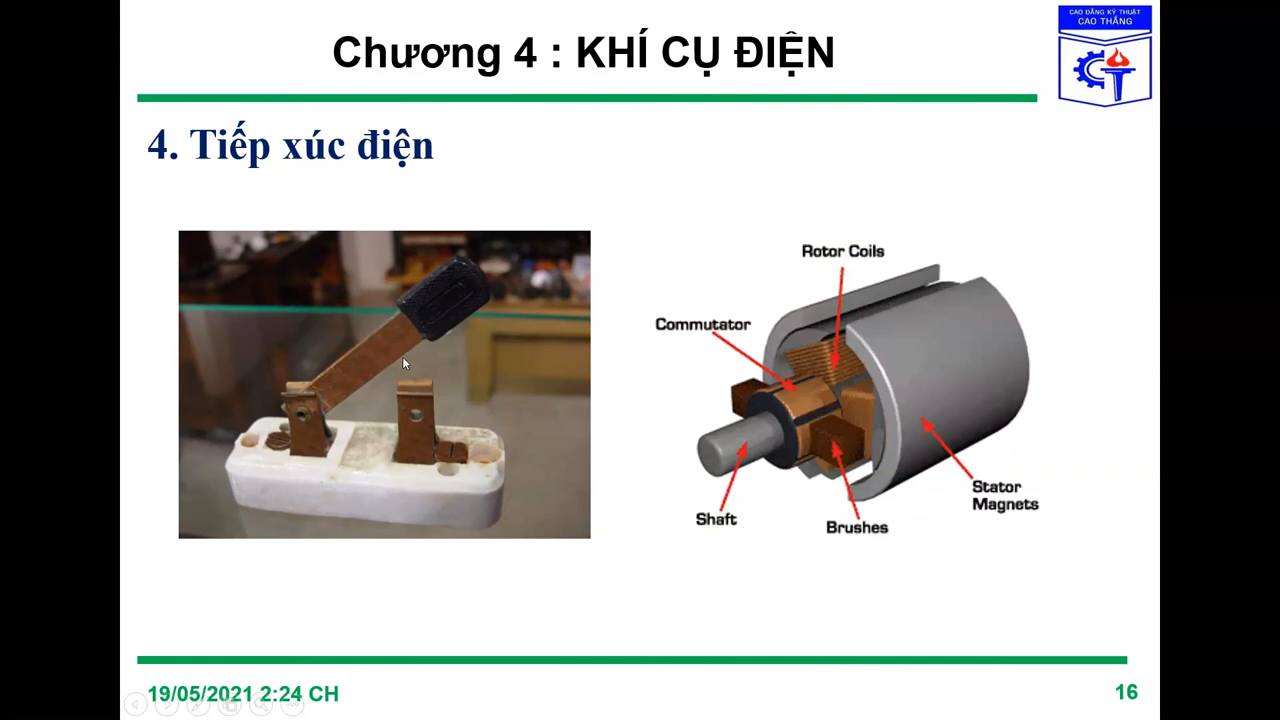 CAO ĐẲNG KỸ THUẬT
CAO THẮNG
Chương 4 : KHÍ CỤ ĐIỆN
4. Tiếp xúc điện
Rotor Coils
Commutator
Stator
Magnets
Shaft
Brushes
19/05/2021 2:24 CH
16